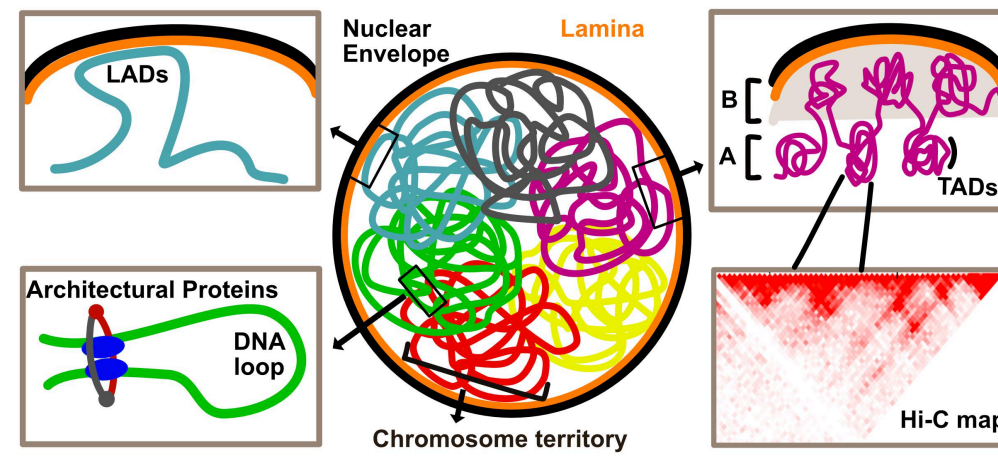 LADs
Nuclear
Envelope
Lamina
B
A
TADs
Architectural Proteins
DNA
loop
Chromosome territory
Hi-C map